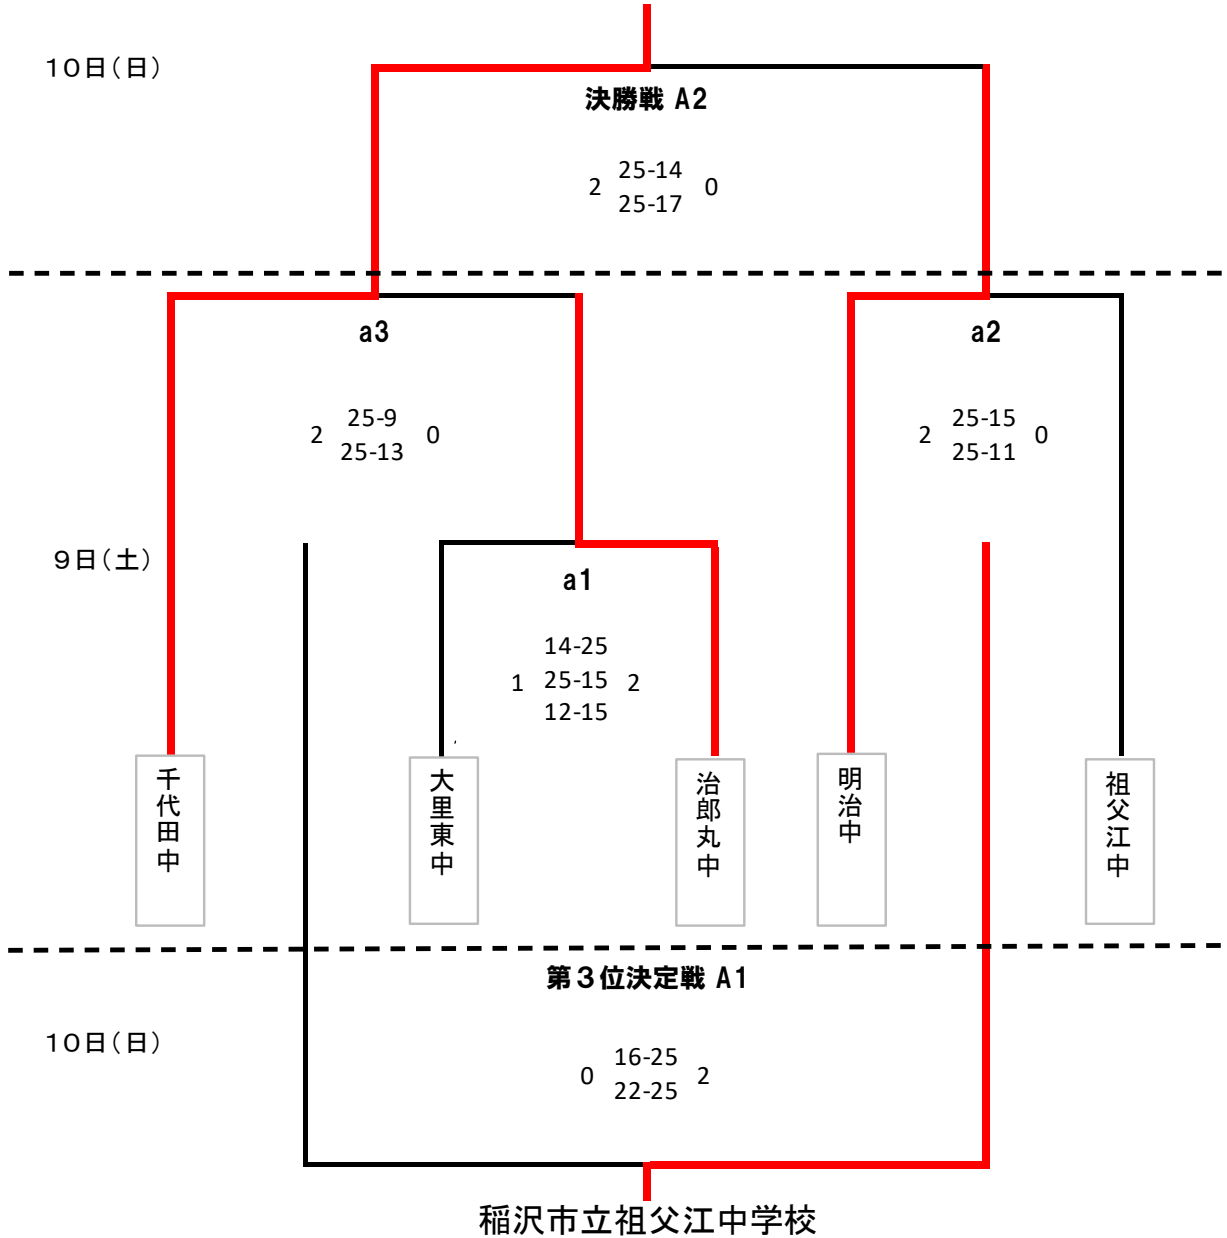 １０日（日）
決勝戦 A2
2 25-14 0
25-17
a3
a2
2 25-9 0
25-13
2 25-15 0
25-11
９日（土）
a1
14-25
1 25-15 2
12-15
千代田中
大里東中
治郎丸中
明治中
祖父江中
第３位決定戦 A1
１０日（日）
0 16-25 2
22-25
稲沢市立祖父江中学校